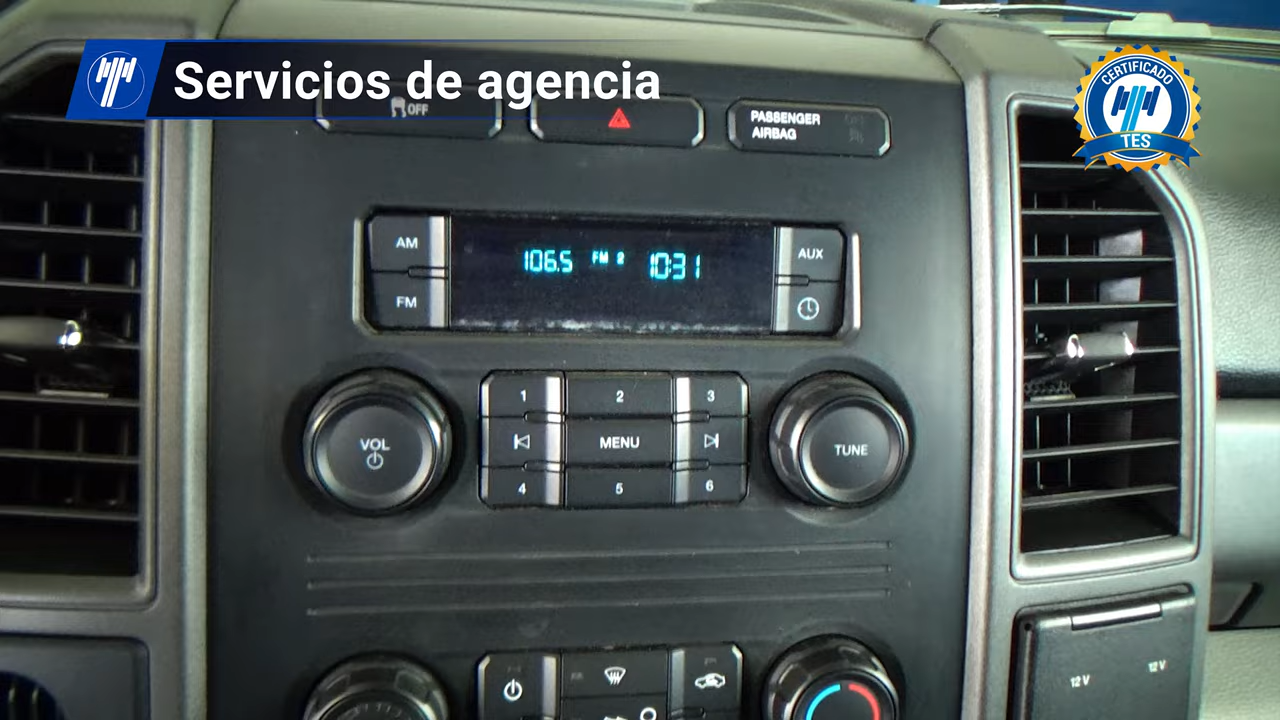 Servicios de agencia
CERTIFICADO
TES
OFF
PASSENGER
AIRBAG
AM
FM
106.5 FM 2 10:31
AUX
VOL
1 2 3
MENU
4 5 6
TUNE
12 V
12 V